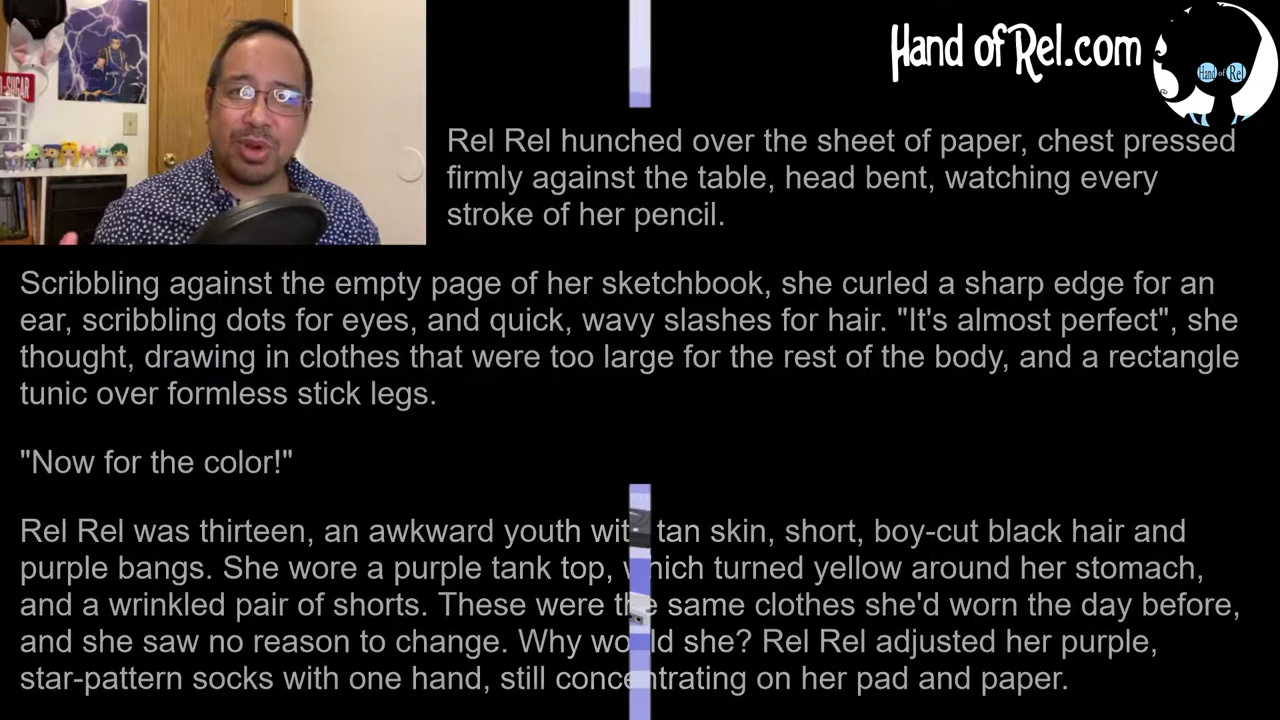 Hand of Rel.com
Hand of Rel
O-SUGAR
Rel Rel hunched over the sheet of paper, chest pressed
firmly against the table, head bent, watching every
stroke of her pencil.
Scribbling against the empty page of her sketchbook, she curled a sharp edge for an
ear, scribbling dots for eyes, and quick, wavy slashes for hair. "It's almost perfect", she
thought, drawing in clothes that were too large for the rest of the body, and a rectangle
tunic over formless stick legs.
"Now for the color!"
Rel Rel was thirteen, an awkward youth with tan skin, short, boy-cut black hair and
purple bangs. She wore a purple tank top, which turned yellow around her stomach,
and a wrinkled pair of shorts. These were the same clothes she'd worn the day before,
and she saw no reason to change. Why would she? Rel Rel adjusted her purple,
star-pattern socks with one hand, still concentrating on her pad and paper.